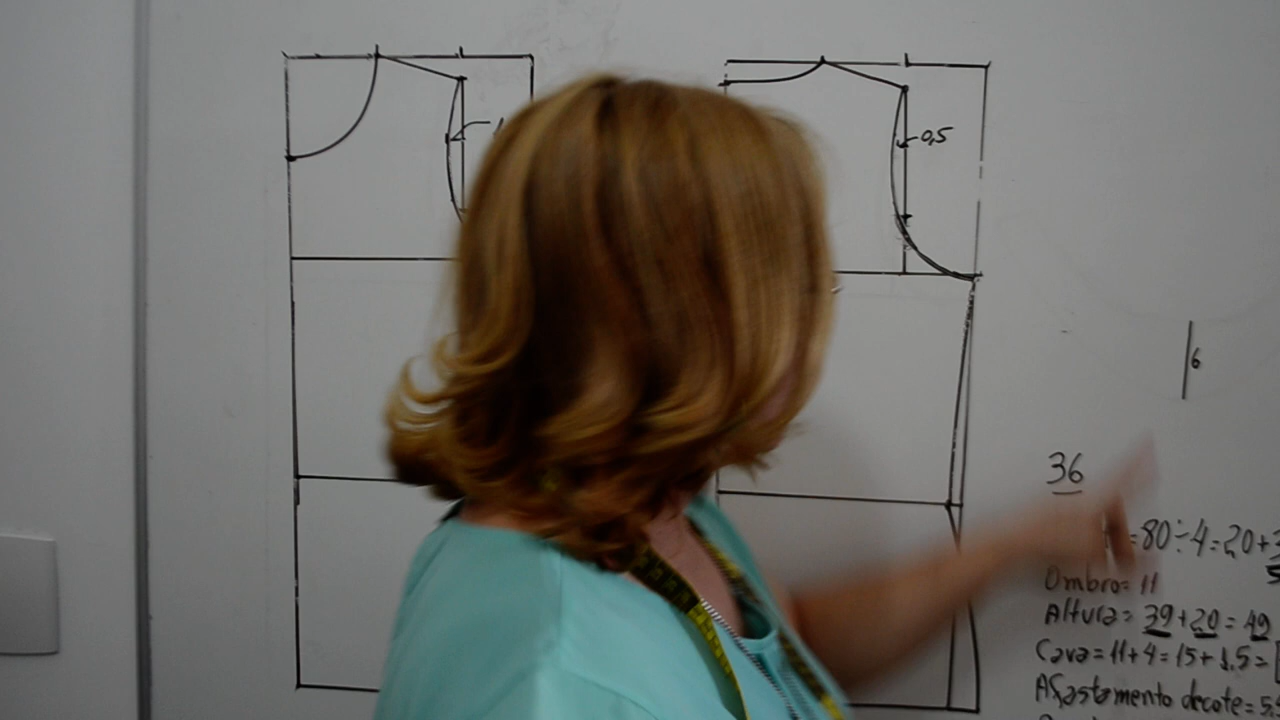 0,5
6
36
=80÷4=20+
Ombro= 11
Altura= 39+20=49
Cava=11+4=15+1,5=
Afastamento decote=5,